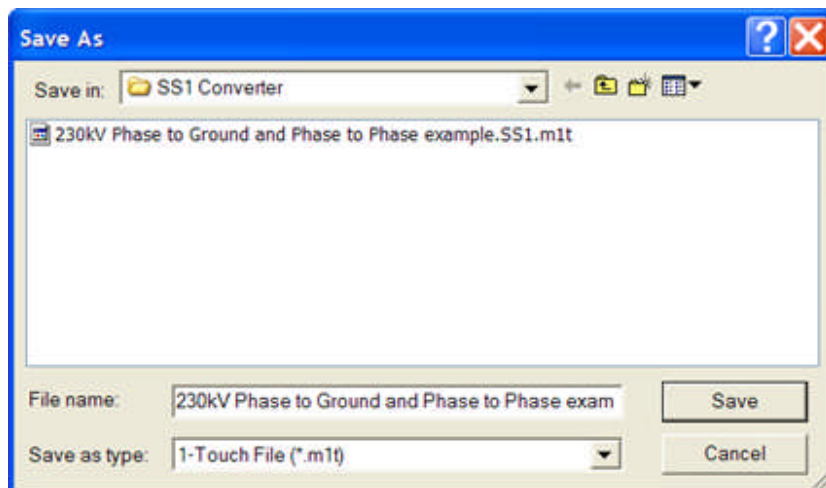 Save As
Save in: SS1 Converter
230kV Phase to Ground and Phase to Phase example.SS1.m1t
File name: 230kV Phase to Ground and Phase to Phase exam Save
Save as type: 1-Touch File (*.m1t) Cancel